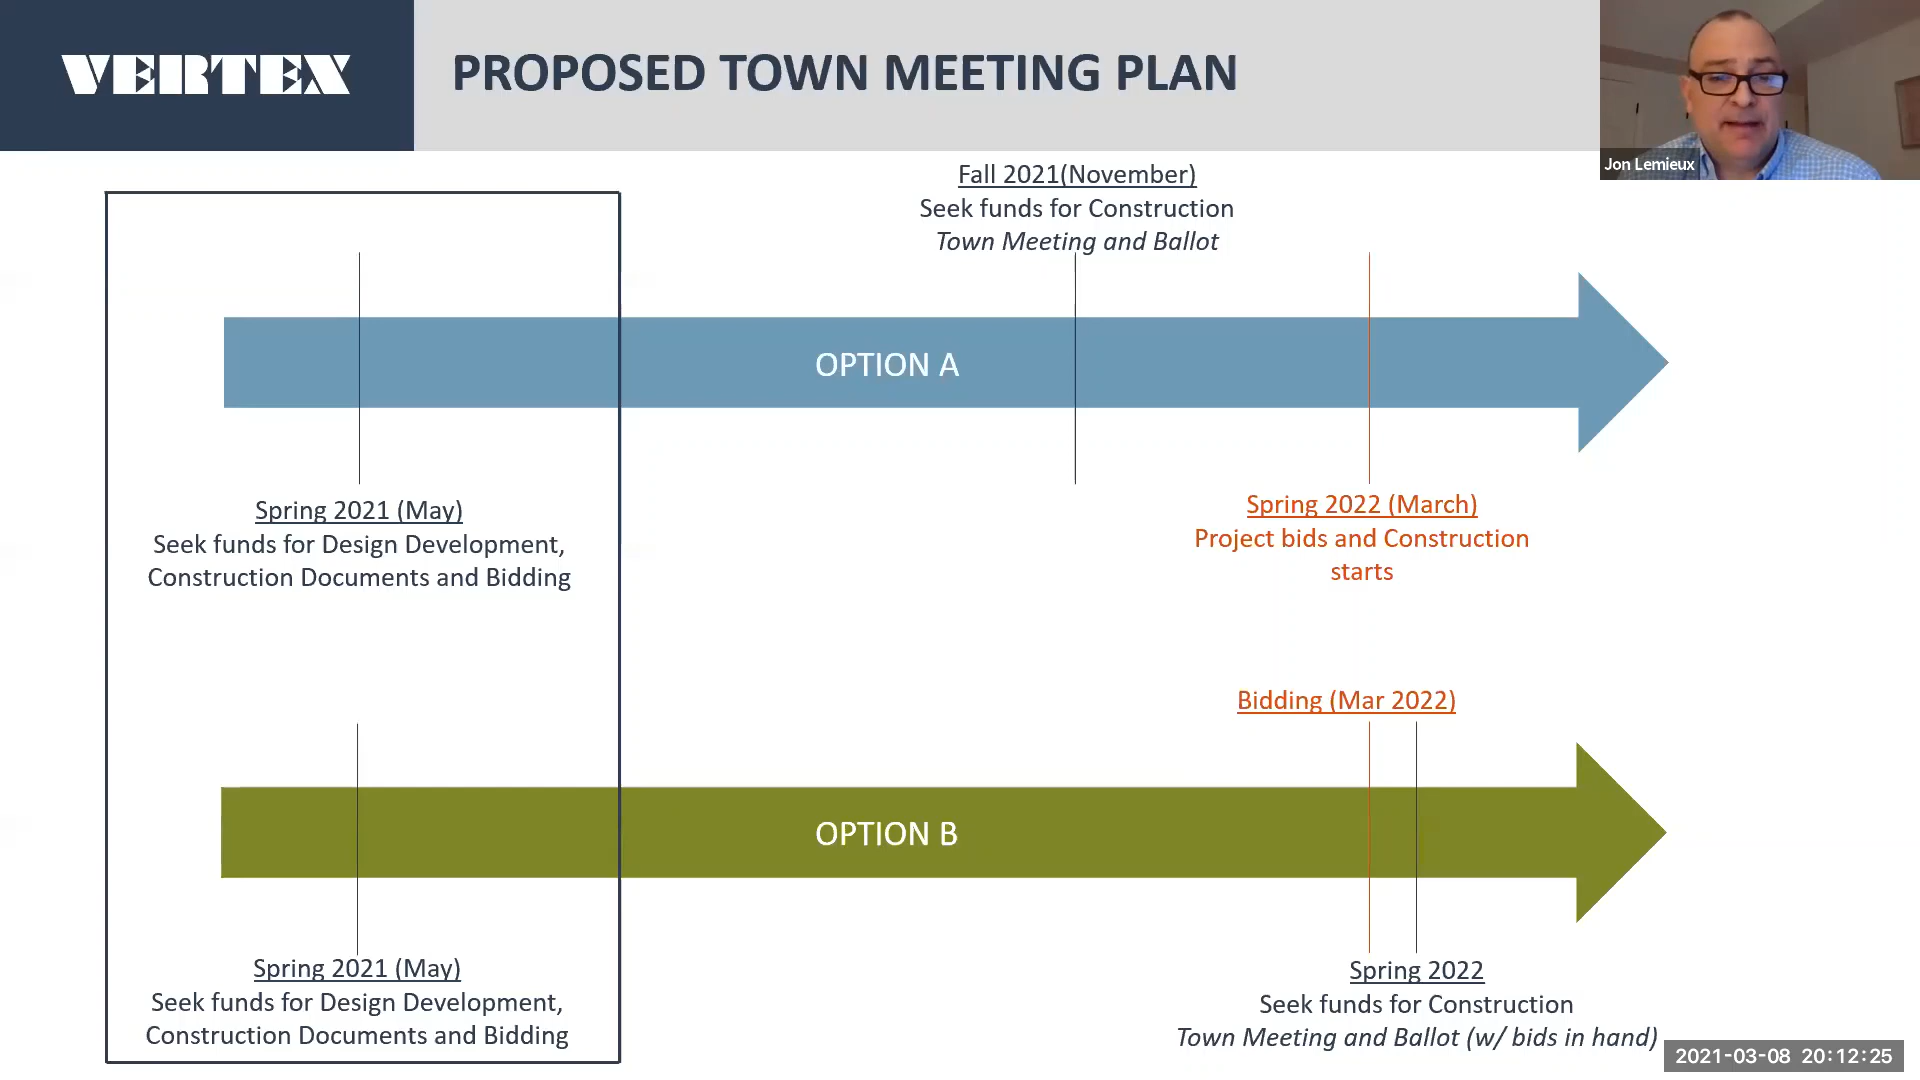 VERTEX
PROPOSED TOWN MEETING PLAN
Jon Lemieux
Fall 2021(November)
Seek funds for Construction
Town Meeting and Ballot
OPTION A
Spring 2021 (May)
Seek funds for Design Development,
Construction Documents and Bidding
Spring 2022 (March)
Project bids and Construction
starts
Bidding (Mar 2022)
OPTION B
Spring 2021 (May)
Seek funds for Design Development,
Construction Documents and Bidding
Spring 2022
Seek funds for Construction
Town Meeting and Ballot (w/ bids in hand)
2021-03-08 20:12:25